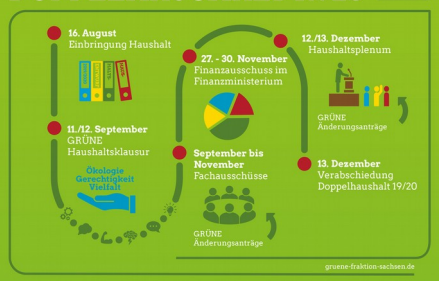 16. August
Einbringung Haushalt
11./12. September
GRÜNE
Haushaltsklausur
Ökologie
Gerechtigkeit
Vielfalt
September bis
November
Fachausschüsse
GRÜNE
Änderungsanträge
27. - 30. November
Finanzausschuss im
Finanzministerium
12./13. Dezember
Haushaltsplenum
GRÜNE
Änderungsanträge
13. Dezember
Verabschiedung
Doppelhaushalt 19/20
gruene-fraktion-sachsen.de